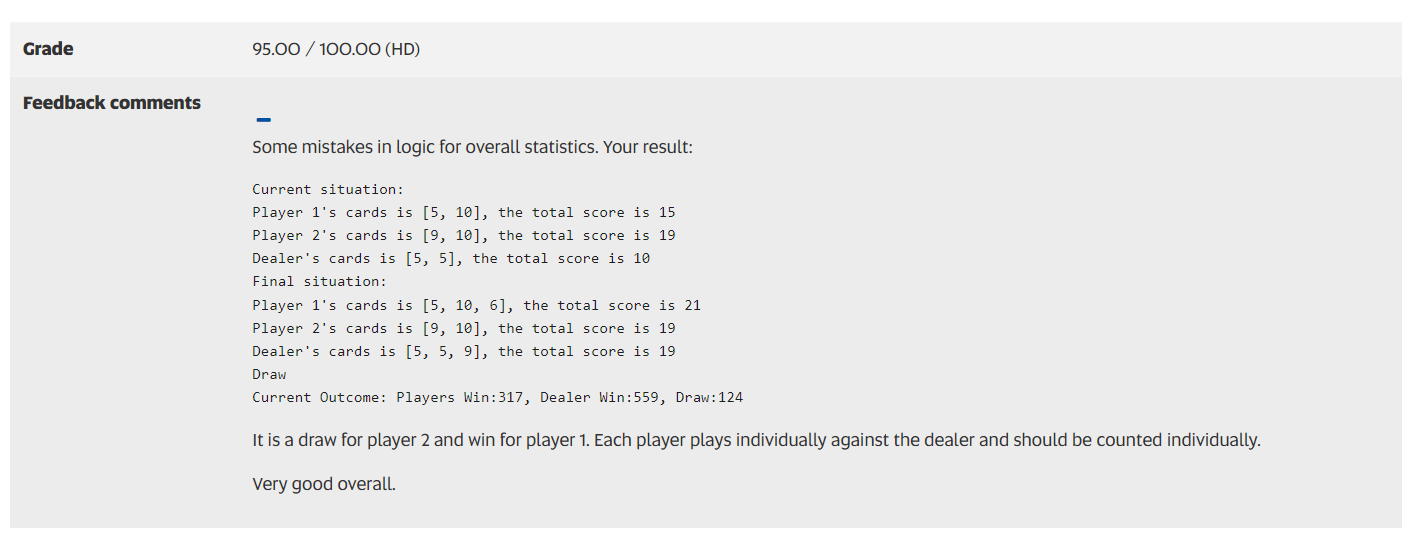 Grade 95.00 / 100.00 (HD)
Feedback comments
Some mistakes in logic for overall statistics. Your result:
Current situation:
Player 1's cards is [5, 10], the total score is 15
Player 2's cards is [9, 10], the total score is 19
Dealer's cards is [5, 5], the total score is 10
Final situation:
Player 1's cards is [5, 10, 6], the total score is 21
Player 2's cards is [9, 10], the total score is 19
Dealer's cards is [5, 5, 9], the total score is 19
Draw
Current Outcome: Players Win:317, Dealer Win:559, Draw:124
It is a draw for player 2 and win for player 1. Each player plays individually against the dealer and should be counted individually.
Very good overall.